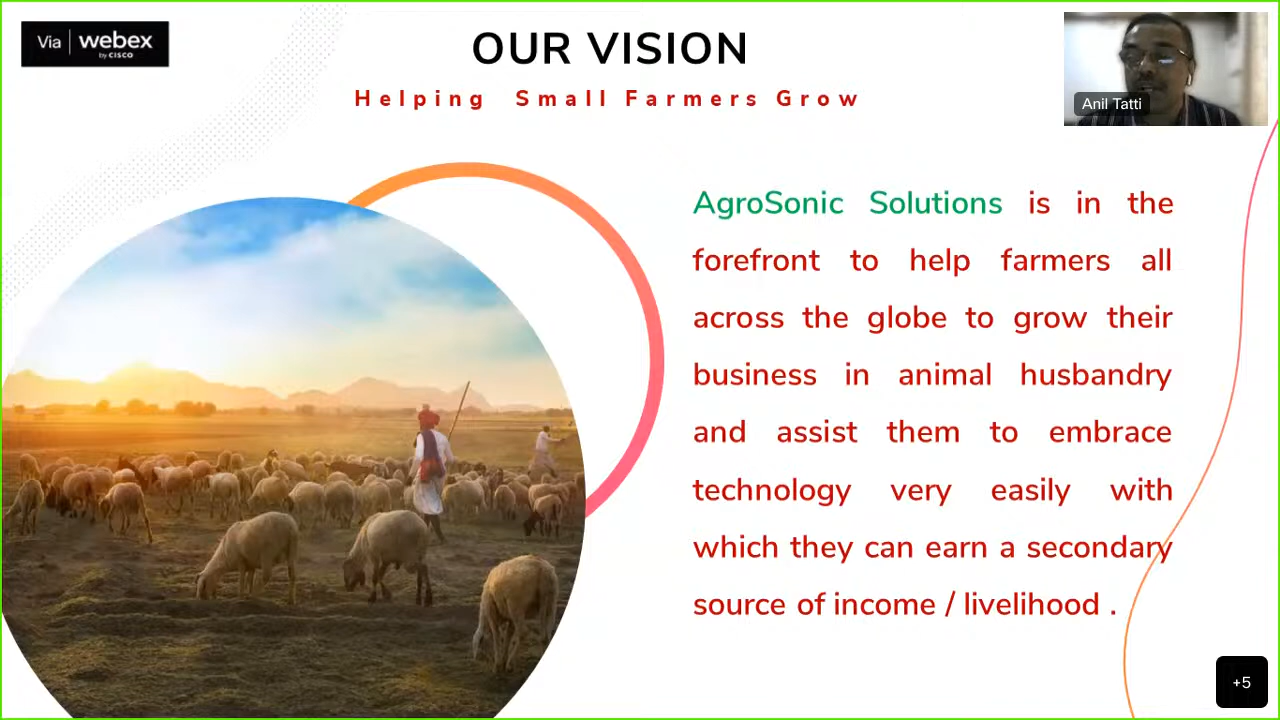 Via webex
by CISCO
OUR VISION
Helping Small Farmers Grow
Anil Tatti
AgroSonic Solutions is in the
forefront to help farmers all
across the globe to grow their
business in animal husbandry
and assist them to embrace
technology very easily with
which they can earn a secondary
source of income / livelihood .
+5